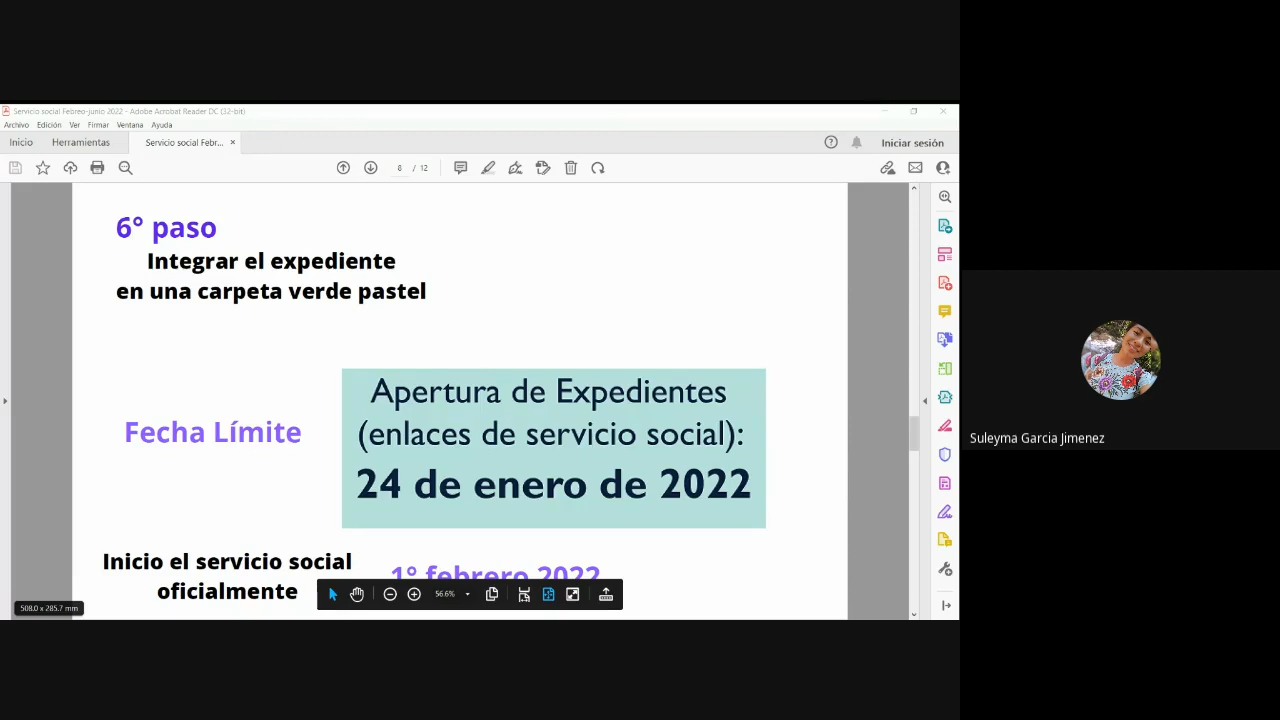 Servicio social Febreo-junio 2022 - Adobe Acrobat Reader DC (32-bit)
Archivo Edición Ver Firmar Ventana Ayuda
Inicio Herramientas Servicio social Febr... × Iniciar sesión
8 / 12
6° paso
Integrar el expediente
en una carpeta verde pastel
Apertura de Expedientes
(enlaces de servicio social):
24 de enero de 2022
Fecha Límite
Inicio el servicio social
oficialmente
1° febrero 2022
56.6%
508.0 x 285.7 mm
Suleyma Garcia Jimenez